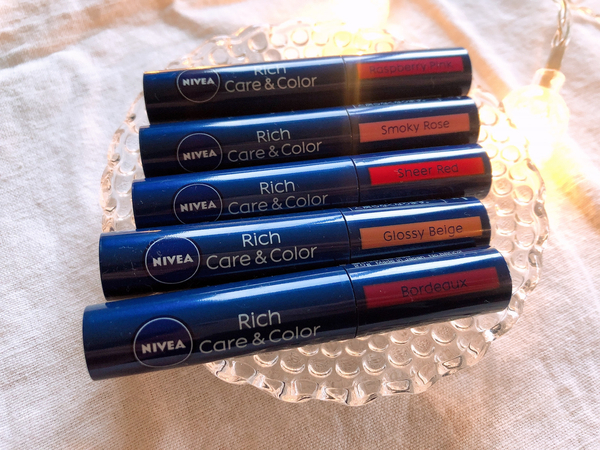 NIVEA
Rich
Care & Color
Raspberry
NIVEA
Rich
Care & Color
Smoky Rose
NIVEA
Rich
Care & Color
Sheer Red
NIVEA
Rich
Care & Color
Glossy Beige
NIVEA
Rich
Care & Color
Bordeaux